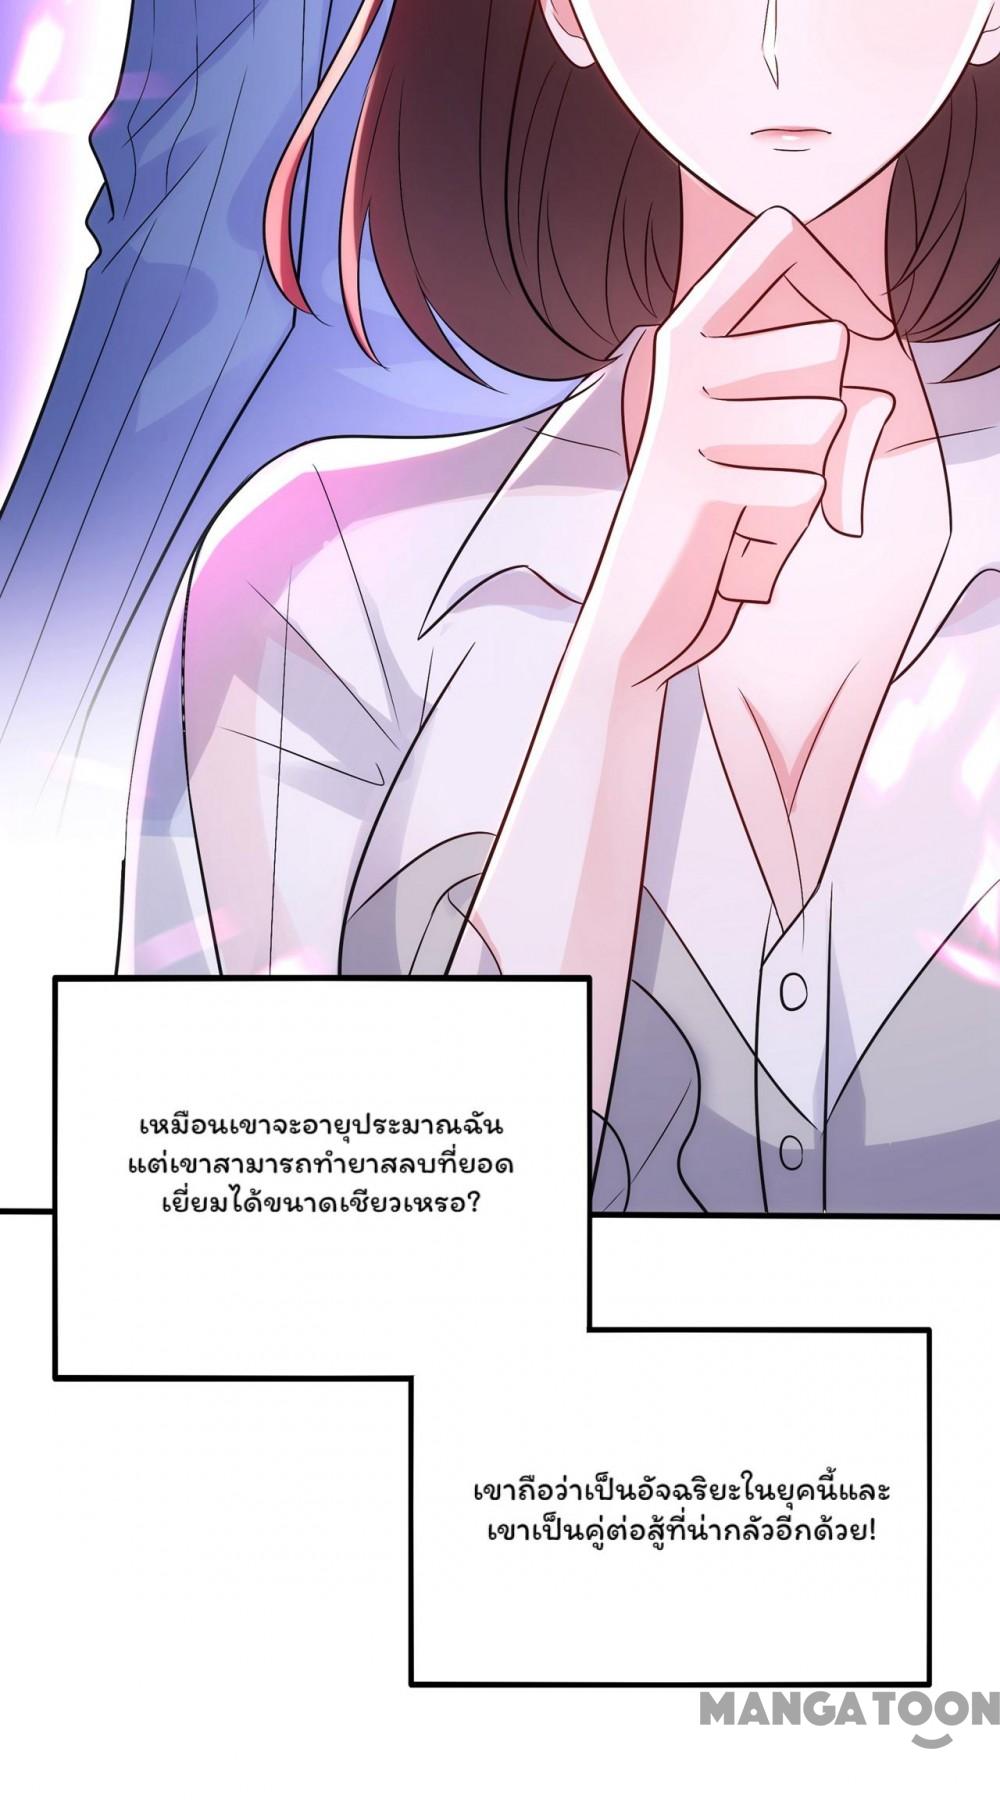 เหมือนเขาจะอายุประมาณฉัน
แต่เขาสามารถทำยาสลบที่ยอด
เยี่ยมได้ขนาดเชียวเหรอ?
เขาถือว่าเป็นอัจฉริยะในยุคนี้และ
เขาเป็นคู่ต่อสู้ที่น่ากลัวอีกด้วย!
MANGATOON